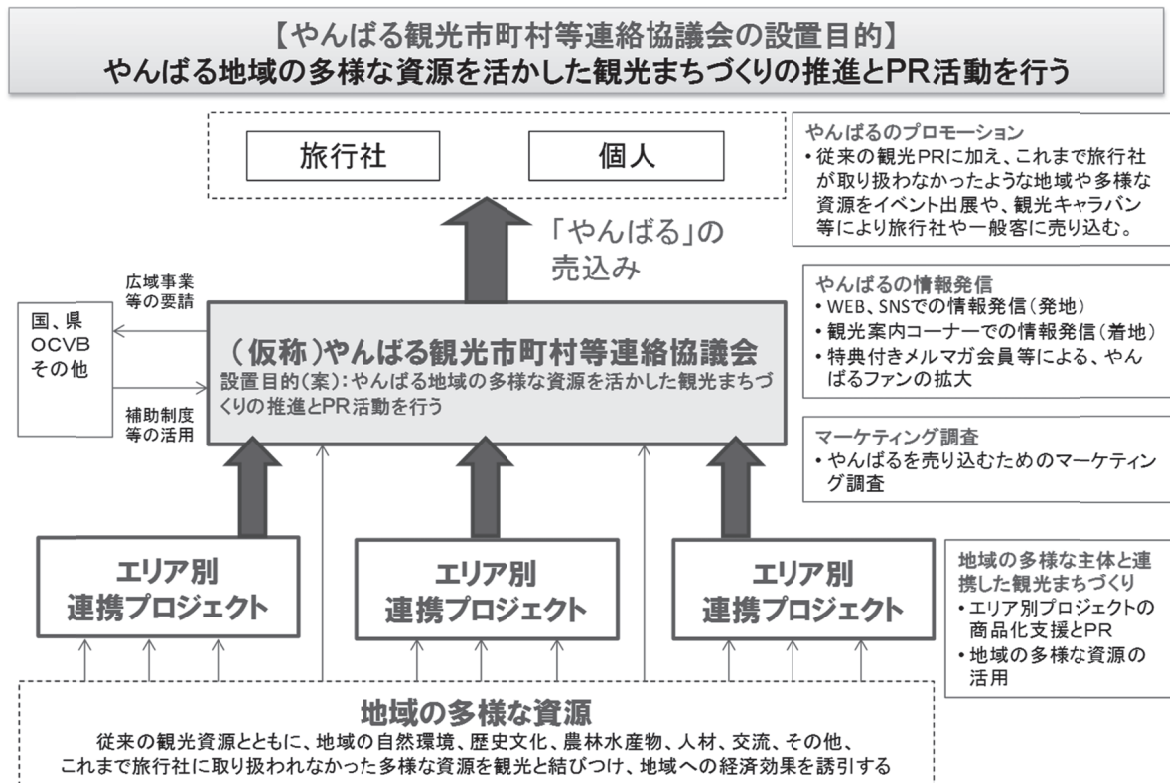 【やんばる観光市町村等連絡協議会の設置目的】
やんばる地域の多様な資源を活かした観光まちづくりの推進とPR活動を行う
旅行社
個人
やんばるのプロモーション
・従来の観光PRに加え、これまで旅行社
が取り扱わなかったような地域や多様な
資源をイベント出展や、観光キャラバン
等により旅行社や一般客に売り込む。
「やんばる」の
売込み
広域事業
等の要請
国、県
OCVB
その他
補助制度
等の活用
(仮称)やんばる観光市町村等連絡協議会
設置目的(案):やんばる地域の多様な資源を活かした観光まちづ
くりの推進とPR活動を行う
やんばるの情報発信
・WEB、SNSでの情報発信(発地)
・観光案内コーナーでの情報発信(着地)
・特典付きメルマガ会員等による、やん
ばるファンの拡大
マーケティング調査
・やんばるを売り込むためのマーケティン
グ調査
エリア別
連携プロジェクト
エリア別
連携プロジェクト
エリア別
連携プロジェクト
地域の多様な主体と連
携した観光まちづくり
・エリア別プロジェクトの
商品化支援とPR
・地域の多様な資源の
活用
地域の多様な資源
従来の観光資源とともに、地域の自然環境、歴史文化、農林水産物、人材、交流、その他、
これまで旅行社に取り扱われなかった多様な資源を観光と結びつけ、地域への経済効果を誘引する